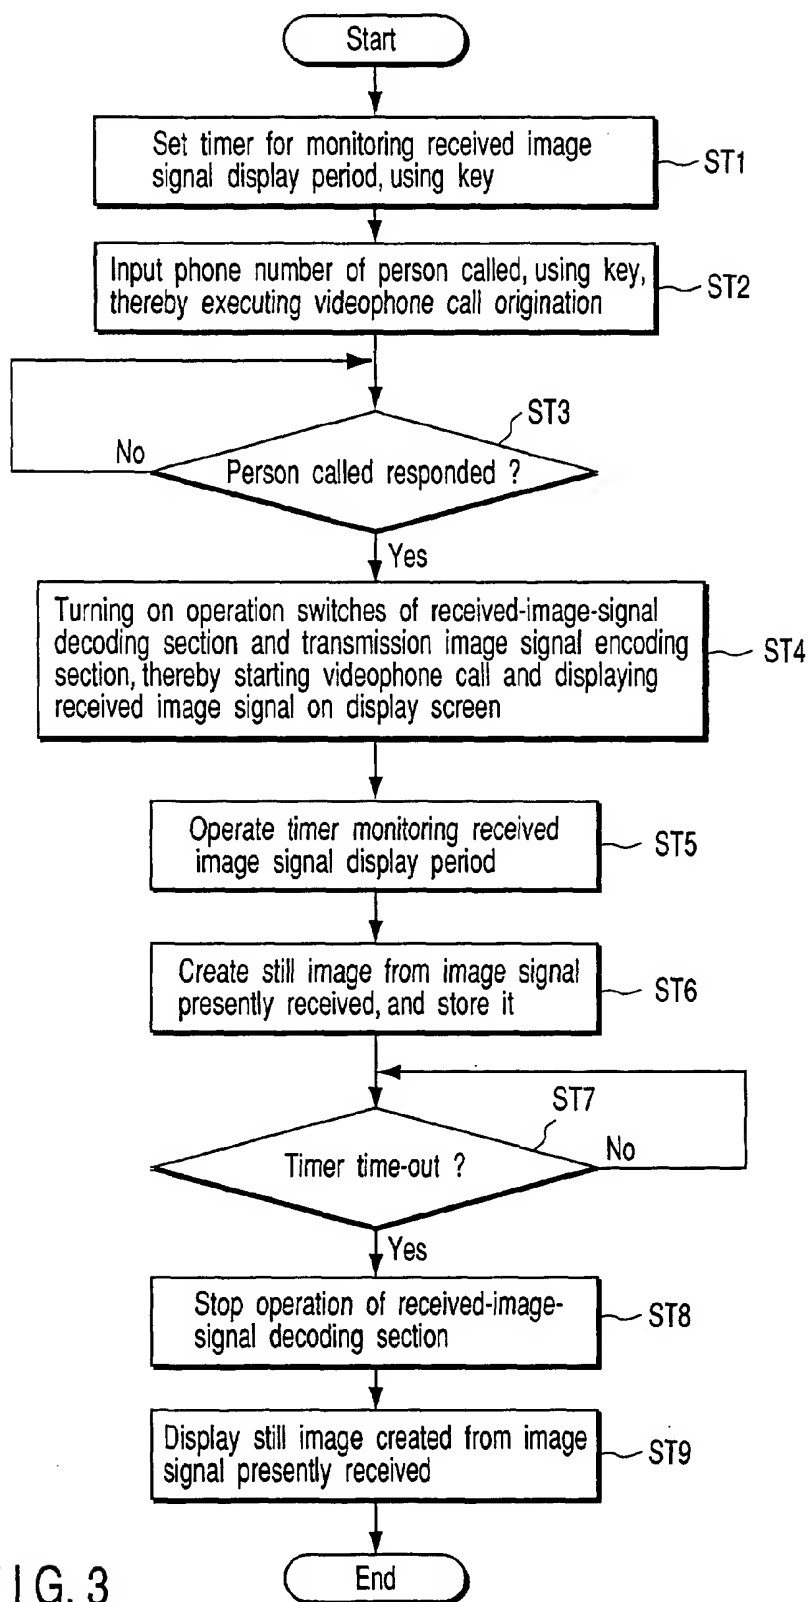 Start
Set timer for monitoring received image
signal display period, using key
ST1
Input phone number of person called, using key,
thereby executing videophone call origination
ST2
ST3
No
Person called responded ?
Yes
Turning on operation switches of received-image-signal
decoding section and transmission image signal encoding
section, thereby starting videophone call and displaying
received image signal on display screen
ST4
Operate timer monitoring received
image signal display period
ST5
Create still image from image signal
presently received, and store it
ST6
ST7
Timer time-out ?
No
Yes
Stop operation of received-image-
signal decoding section
ST8
Display still image created from image
signal presently received
ST9
End
IG. 3